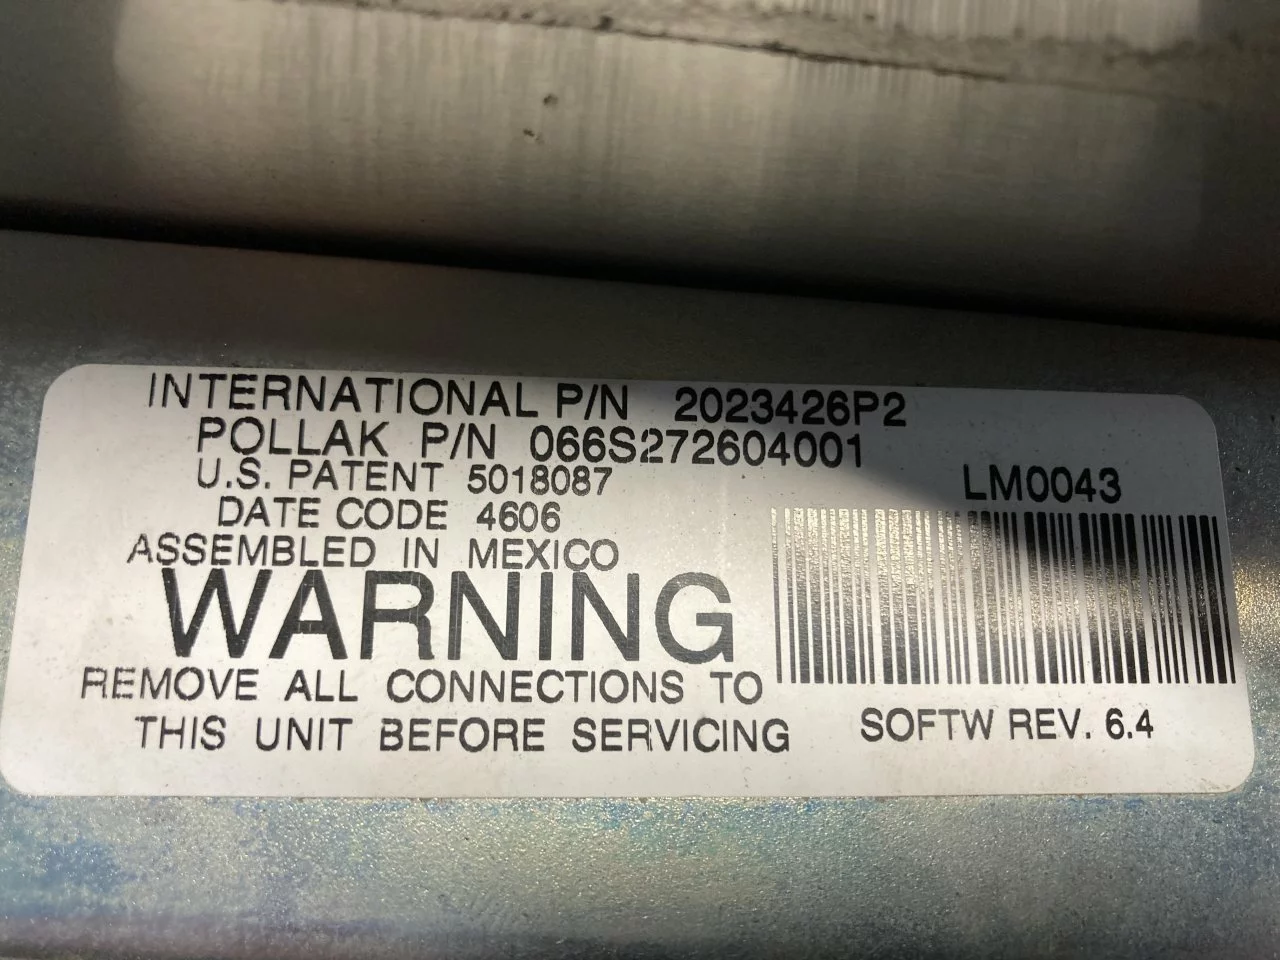 INTERNATIONAL P/N 2023426P2
POLLAK P/N 066S272604001
U.S. PATENT 5018087
DATE CODE 4606
ASSEMBLED IN MEXICO
WARNING
REMOVE ALL CONNECTIONS TO
THIS UNIT BEFORE SERVICING
LM0043
SOFTW REV. 6.4